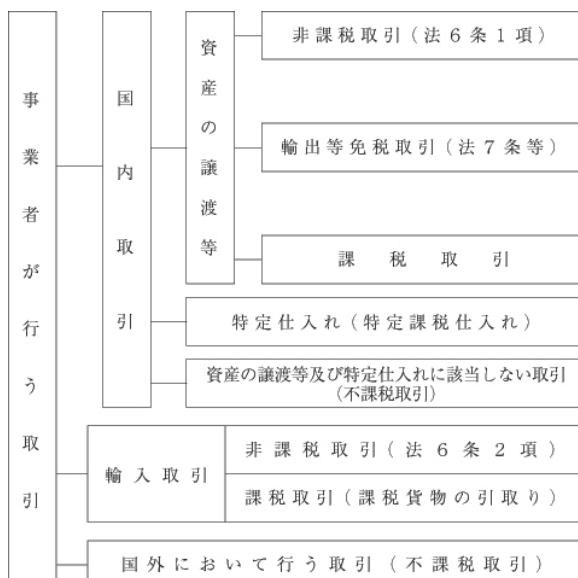 事業者が行う取引
国内取引
資産の譲渡等
非課税取引(法6条1項)
輸出等免税取引(法7条等)
課税取引
特定仕入れ(特定課税仕入れ)
資産の譲渡等及び特定仕入れに該当しない取引
(不課税取引)
輸入取引
非課税取引(法6条2項)
課税取引(課税貨物の引取り)
国外において行う取引(不課税取引)